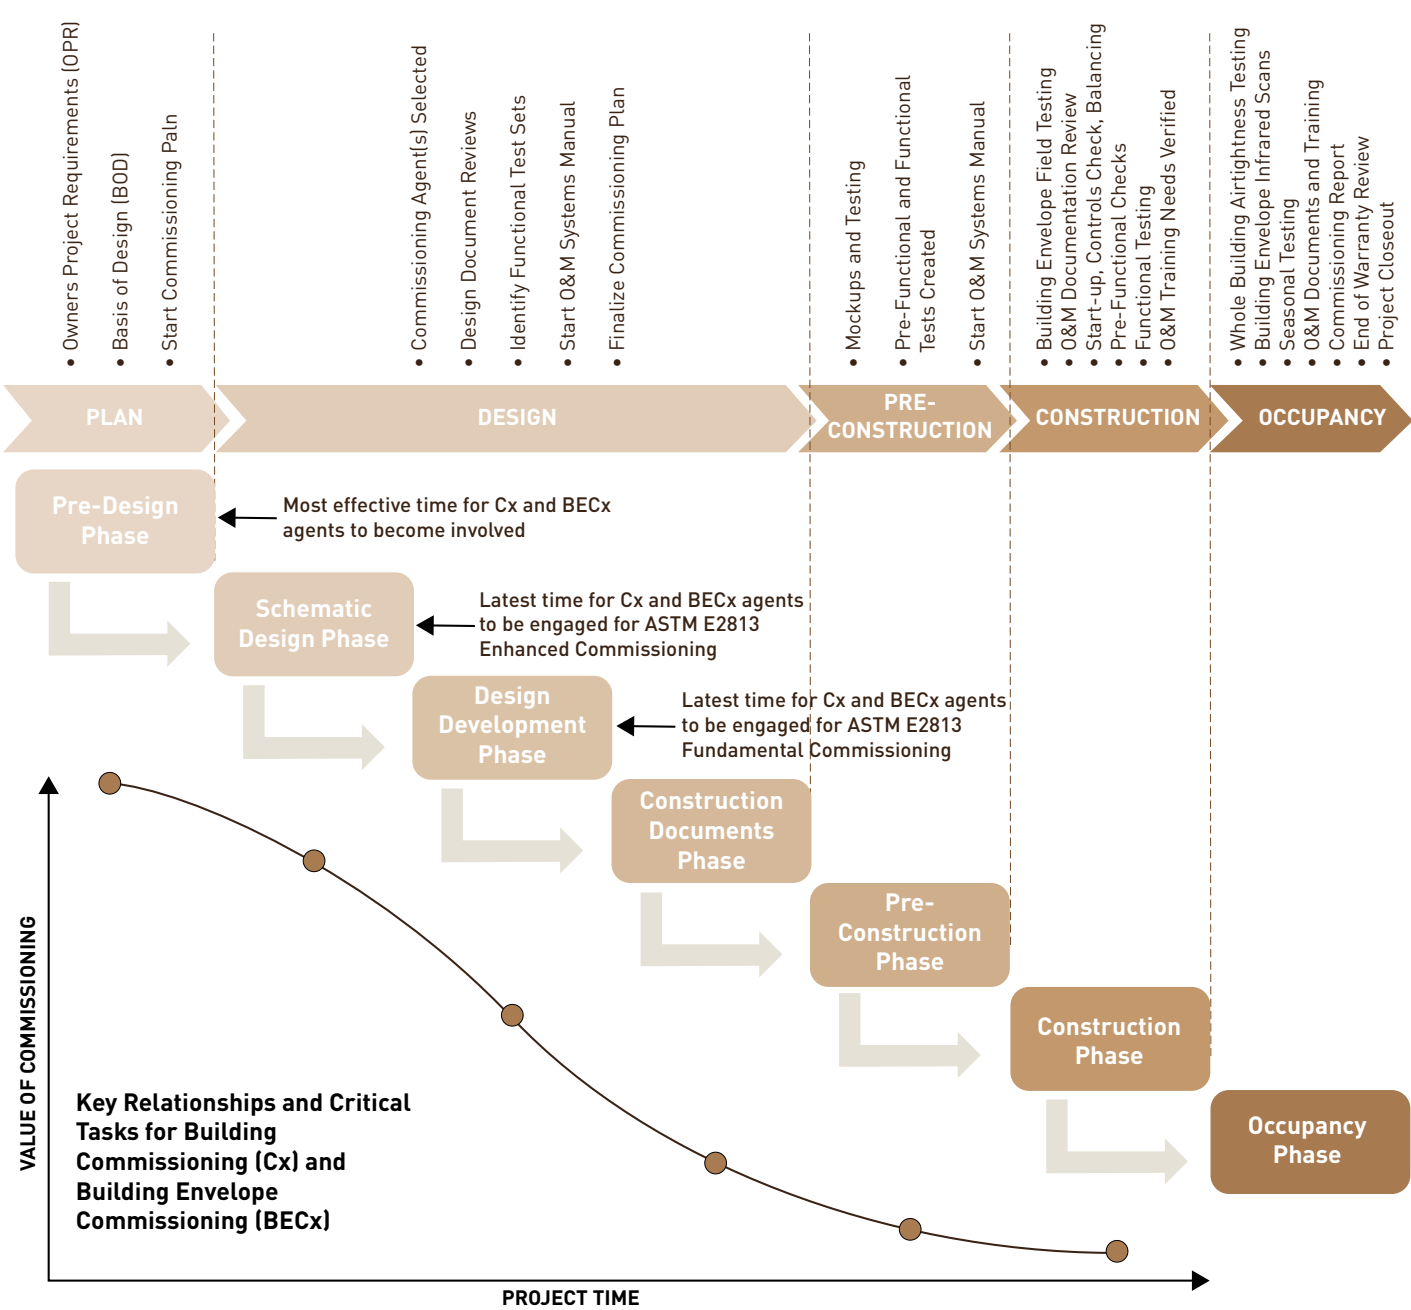 • Owners Project Requirements (OPR)
• Basis of Design (BOD)
• Start Commissioning Paln
• Commissioning Agent(s) Selected
• Design Document Reviews
• Identify Functional Test Sets
• Start O&M Systems Manual
• Finalize Commissioning Plan
• Mockups and Testing
• Pre-Functional and Functional
Tests Created
• Start O&M Systems Manual
• Building Envelope Field Testing
• O&M Documentation Review
• Start-up, Controls Check, Balancing
• Pre-Functional Checks
• Functional Testing
• O&M Training Needs Verified
• Whole Building Airtightness Testing
• Building Envelope Infrared Scans
• Seasonal Testing
• O&M Documents and Training
• Commissioning Report
• End of Warranty Review
• Project Closeout
PLAN
DESIGN
PRE-
CONSTRUCTION
CONSTRUCTION
OCCUPANCY
Pre-Design
Phase
Most effective time for Cx and BECx
agents to become involved
Schematic
Design Phase
Latest time for Cx and BECx agents
to be engaged for ASTM E2813
Enhanced Commissioning
Design
Development
Phase
Latest time for Cx and BECx agents
to be engaged for ASTM E2813
Fundamental Commissioning
Construction
Documents
Phase
Pre-
Construction
Phase
Construction
Phase
Occupancy
Phase
VALUE OF COMMISSIONING
Key Relationships and Critical
Tasks for Building
Commissioning (Cx) and
Building Envelope
Commissioning (BECx)
PROJECT TIME